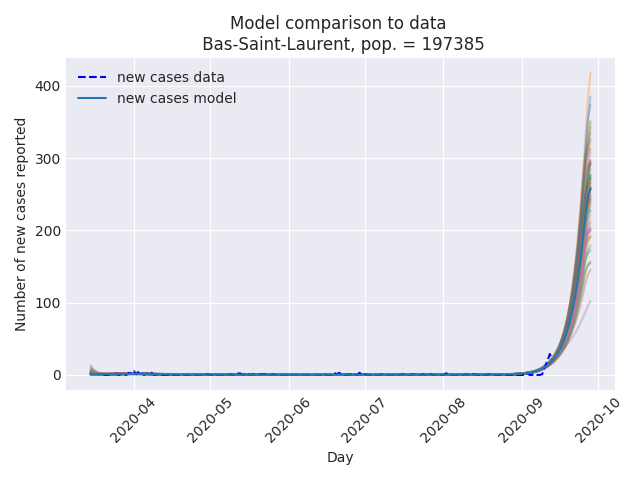 Model comparison to data
Bas-Saint-Laurent, pop. = 197385
new cases data
new cases model
Number of new cases reported
400
300
200
100
0
2020-04
2020-05
2020-06
2020-07
2020-08
2020-09
2020-10
Day